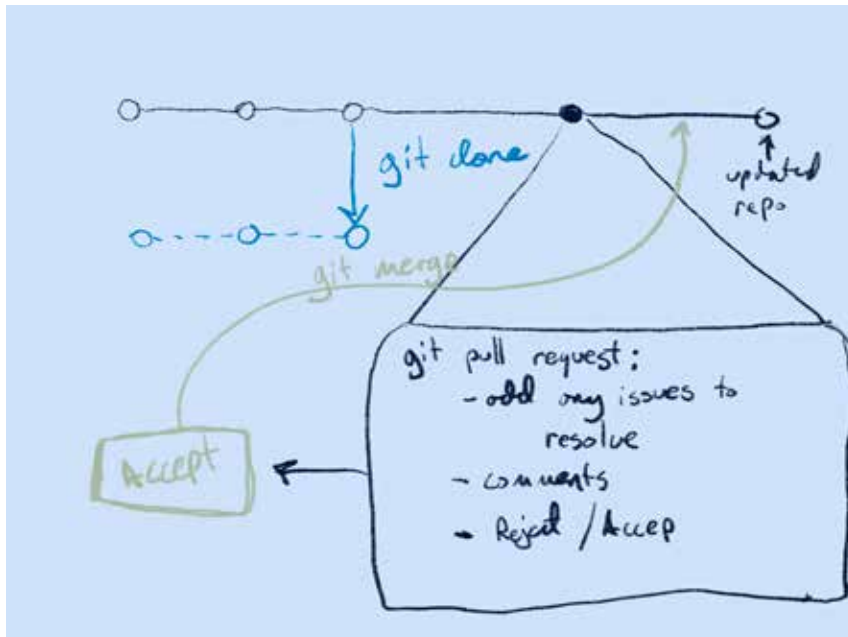 git clone
updated
repo
git merge
git pull request:
- add any issues to
resolve
- comments
- Reject / Accep
Accept